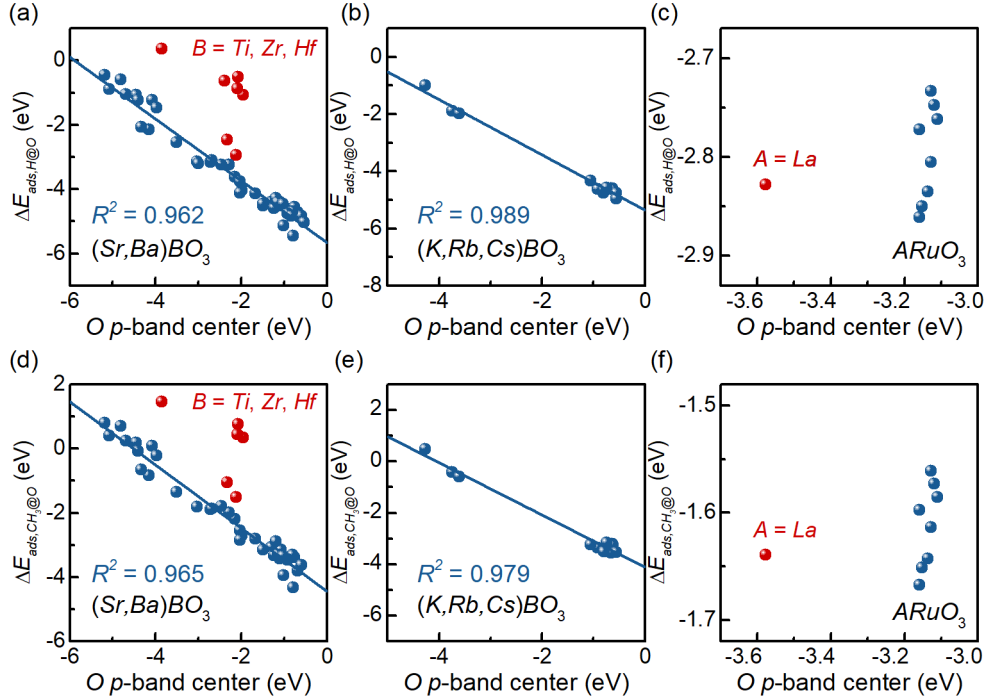 (a)
0
-2
-4
-6
-6
-4
-2
0
ΔE_ads,H@O (eV)
O p-band center (eV)
B = Ti, Zr, Hf
R² = 0.962
(Sr,Ba)BO₃
(b)
0
-2
-4
-6
-8
-4
-2
0
ΔE_ads,H@O (eV)
O p-band center (eV)
R² = 0.989
(K,Rb,Cs)BO₃
(c)
-2.7
-2.8
-2.9
-3.6
-3.4
-3.2
-3.0
ΔE_ads,H@O (eV)
O p-band center (eV)
A = La
ARuO₃
(d)
2
0
-2
-4
-6
-6
-4
-2
0
ΔE_ads,CH₃@O (eV)
O p-band center (eV)
B = Ti, Zr, Hf
R² = 0.965
(Sr,Ba)BO₃
(e)
2
0
-2
-4
-6
-4
-2
0
ΔE_ads,CH₃@O (eV)
O p-band center (eV)
R² = 0.979
(K,Rb,Cs)BO₃
(f)
-1.5
-1.6
-1.7
-3.6
-3.4
-3.2
-3.0
ΔE_ads,CH₃@O (eV)
O p-band center (eV)
A = La
ARuO₃